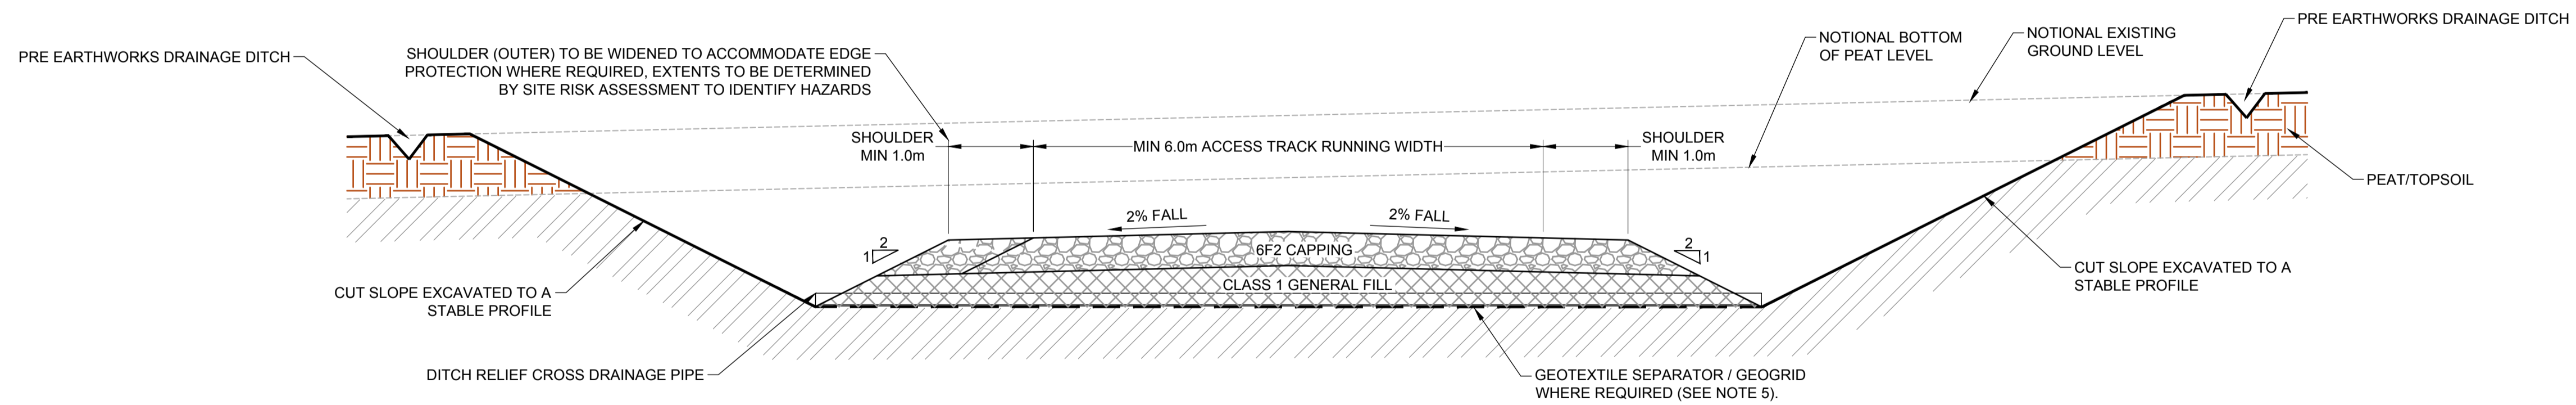 PRE EARTHWORKS DRAINAGE DITCH
SHOULDER (OUTER) TO BE WIDENED TO ACCOMMODATE EDGE
PROTECTION WHERE REQUIRED, EXTENTS TO BE DETERMINED
BY SITE RISK ASSESSMENT TO IDENTIFY HAZARDS
NOTIONAL BOTTOM
OF PEAT LEVEL
NOTIONAL EXISTING
GROUND LEVEL
PRE EARTHWORKS DRAINAGE DITCH
SHOULDER
MIN 1.0m
MIN 6.0m ACCESS TRACK RUNNING WIDTH
SHOULDER
MIN 1.0m
PEAT/TOPSOIL
2% FALL
2% FALL
2
1
6F2 CAPPING
2
1
CLASS 1 GENERAL FILL
CUT SLOPE EXCAVATED TO A
STABLE PROFILE
CUT SLOPE EXCAVATED TO A
STABLE PROFILE
DITCH RELIEF CROSS DRAINAGE PIPE
GEOTEXTILE SEPARATOR / GEOGRID
WHERE REQUIRED (SEE NOTE 5).